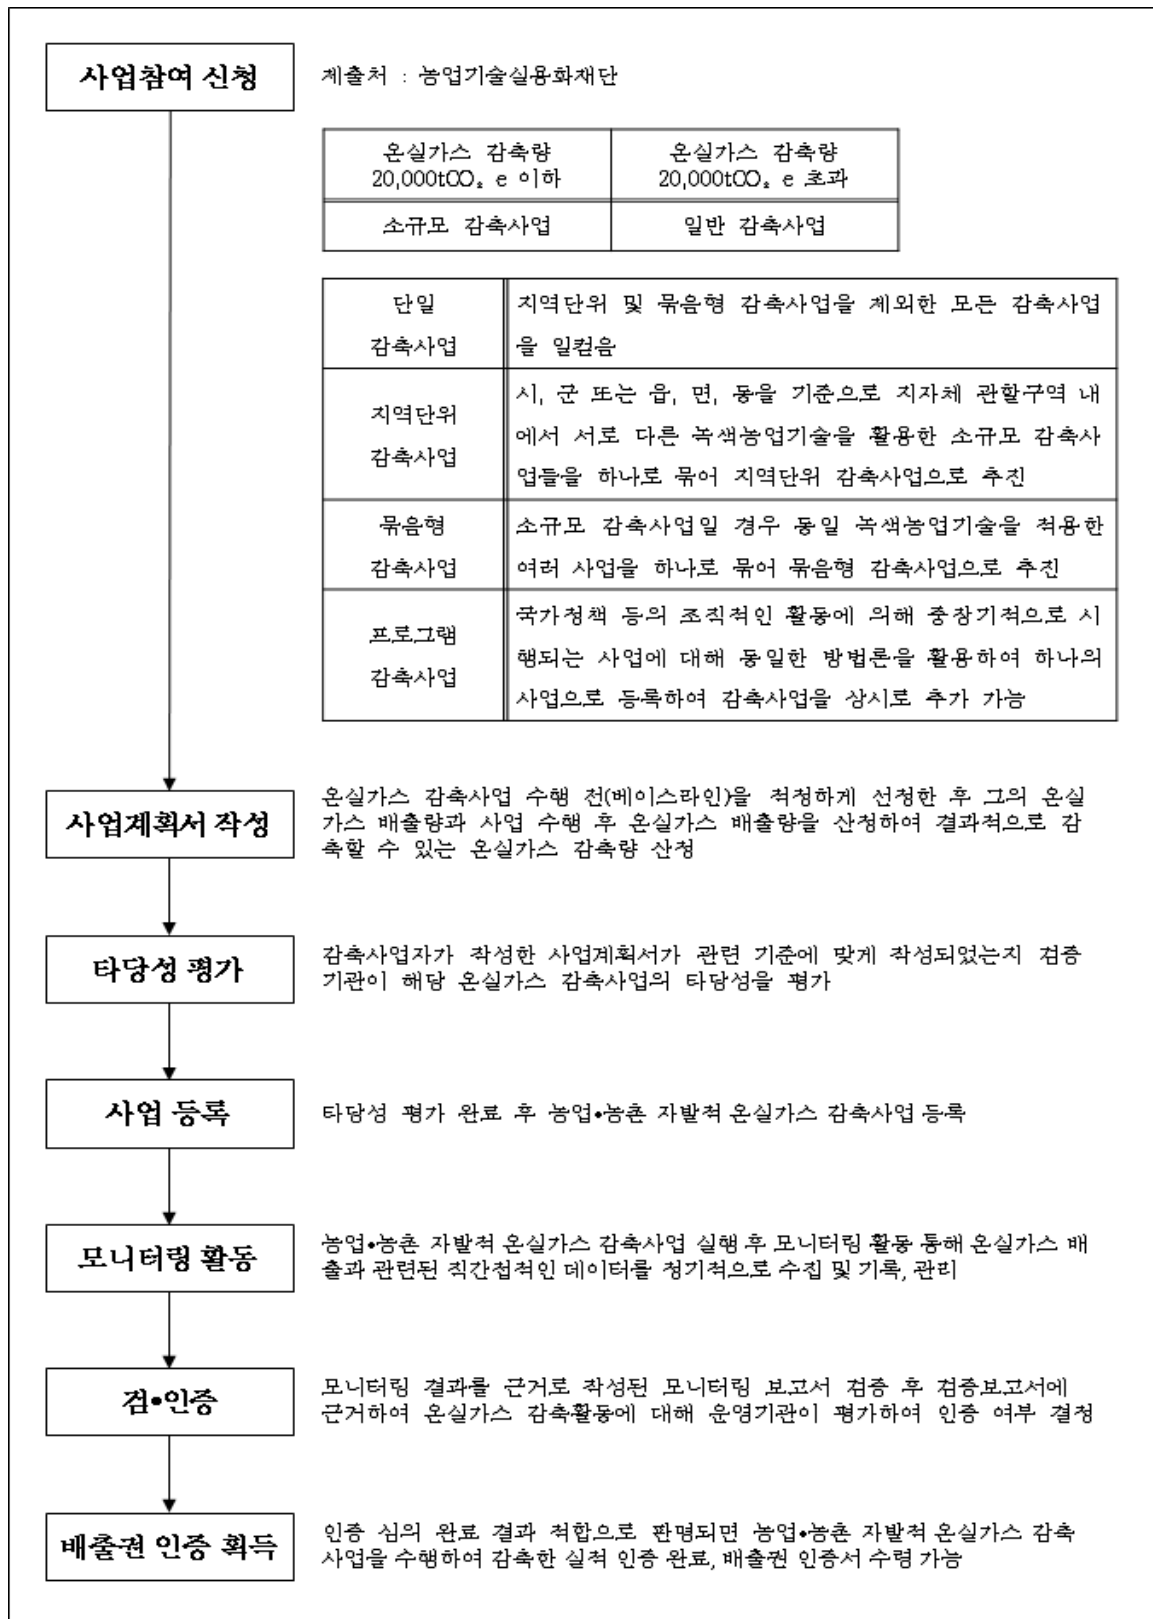 사업참여 신청
제출처 : 농업기술실용화재단
온실가스 감축량
20,000tCO₂ e 이하
온실가스 감축량
20,000tCO₂ e 초과
소규모 감축사업
일반 감축사업
단일
감축사업
지역단위 및 묶음형 감축사업을 제외한 모든 감축사업
을 일컬음
지역단위
감축사업
시, 군 또는 읍, 면, 동을 기준으로 지자체 관할구역 내
에서 서로 다른 녹색농업기술을 활용한 소규모 감축사
업들을 하나로 묶어 지역단위 감축사업으로 추진
묶음형
감축사업
소규모 감축사업일 경우 동일 녹색농업기술을 적용한
여러 사업을 하나로 묶어 묶음형 감축사업으로 추진
프로그램
감축사업
국가정책 등의 조직적인 활동에 의해 중장기적으로 시
행되는 사업에 대해 동일한 방법론을 활용하여 하나의
사업으로 등록하여 감축사업을 상시로 추가 가능
사업계획서 작성
온실가스 감축사업 수행 전(베이스라인)을 적정하게 선정한 후 그의 온실
가스 배출량과 사업 수행 후 온실가스 배출량을 산정하여 결과적으로 감
축할 수 있는 온실가스 감축량 산정
타당성 평가
감축사업자가 작성한 사업계획서가 관련 기준에 맞게 작성되었는지 검증
기관이 해당 온실가스 감축사업의 타당성을 평가
사업 등록
타당성 평가 완료 후 농업•농촌 자발적 온실가스 감축사업 등록
모니터링 활동
농업•농촌 자발적 온실가스 감축사업 실행 후 모니터링 활동 통해 온실가스 배
출과 관련된 직간접적인 데이터를 정기적으로 수집 및 기록, 관리
검•인증
모니터링 결과를 근거로 작성된 모니터링 보고서 검증 후 검증보고서에
근거하여 온실가스 감축활동에 대해 운영기관이 평가하여 인증 여부 결정
배출권 인증 획득
인증 심의 완료 결과 적합으로 판명되면 농업•농촌 자발적 온실가스 감축
사업을 수행하여 감축한 실적 인증 완료, 배출권 인증서 수령 가능